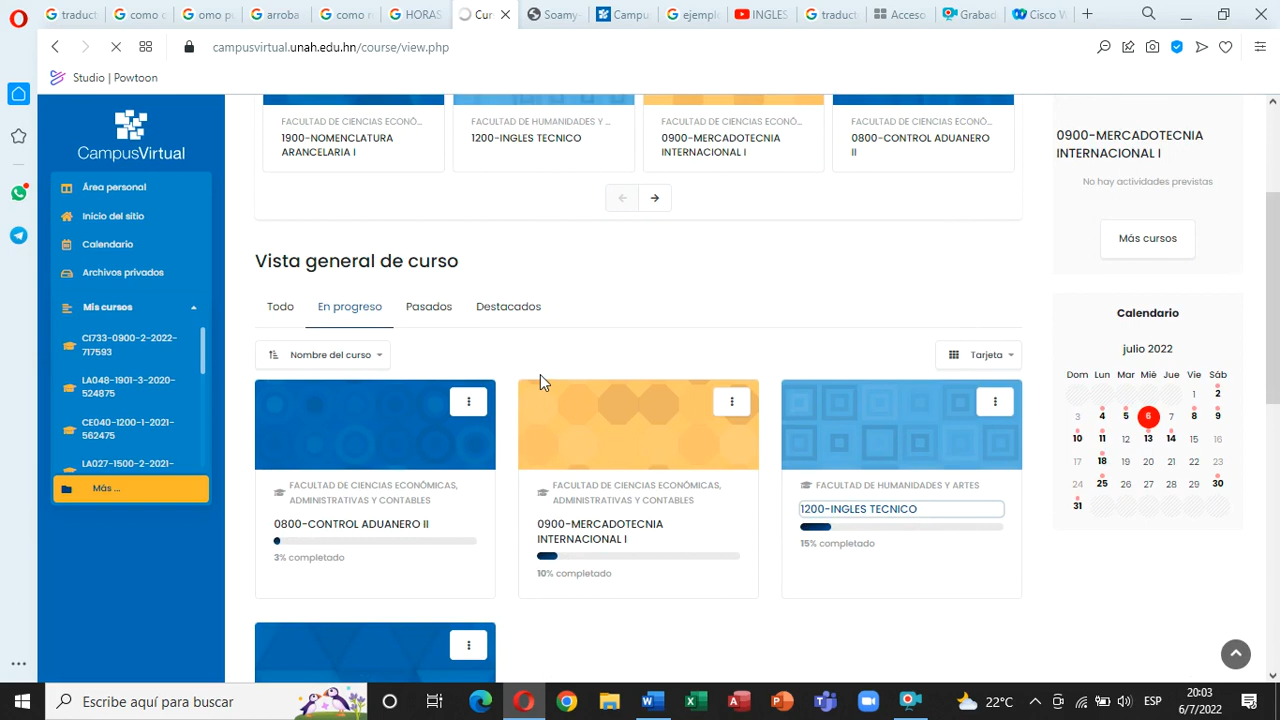 traduct
como c
omo pu
arroba
como n
HORAS
Cur
Soamy-
Campu
ejemplo
INGLES
traduct
Acceso
Grabad
Cisco W
campusvirtual.unah.edu.hn/course/view.php
Studio | Powtoon
CampusVirtual
Área personal
Inicio del sitio
Calendario
Archivos privados
Mis cursos
CI733-0900-2-2022-
717593
LA048-1901-3-2020-
524875
CE040-1200-1-2021-
562475
LA027-1500-2-2021-
Más ...
FACULTAD DE CIENCIAS ECONÓ...
1900-NOMENCLATURA
ARANCELARIA I
FACULTAD DE HUMANIDADES Y ...
1200-INGLES TECNICO
FACULTAD DE CIENCIAS ECONÓ...
0900-MERCADOTECNIA
INTERNACIONAL I
FACULTAD DE CIENCIAS ECONÓ...
0800-CONTROL ADUANERO
II
Vista general de curso
Todo
En progreso
Pasados
Destacados
Nombre del curso
Tarjeta
FACULTAD DE CIENCIAS ECONÓMICAS,
ADMINISTRATIVAS Y CONTABLES
0800-CONTROL ADUANERO II
3% completado
FACULTAD DE CIENCIAS ECONÓMICAS,
ADMINISTRATIVAS Y CONTABLES
0900-MERCADOTECNIA
INTERNACIONAL I
10% completado
FACULTAD DE HUMANIDADES Y ARTES
1200-INGLES TECNICO
15% completado
0900-MERCADOTECNIA
INTERNACIONAL I
No hay actividades previstas
Más cursos
Calendario
julio 2022
Dom Lun Mar Mié Jue Vie Sáb
1 2
3 4 5 6 7 8 9
10 11 12 13 14 15 16
17 18 19 20 21 22 23
24 25 26 27 28 29 30
31
Escribe aquí para buscar
22°C
ESP
20:03
6/7/2022